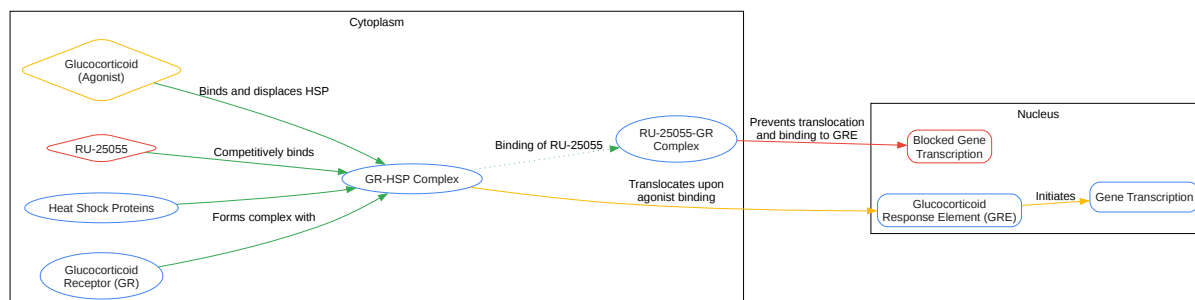 Cytoplasm
Glucocorticoid
(Agonist)
Binds and displaces HSP
RU-25055
Competitively binds
Heat Shock Proteins
Forms complex with
Glucocorticoid
Receptor (GR)
GR-HSP Complex
Binding of RU-25055
RU-25055-GR
Complex
Translocates upon
agonist binding
Prevents translocation
and binding to GRE
Nucleus
Blocked Gene
Transcription
Glucocorticoid
Response Element (GRE)
Initiates
Gene Transcription